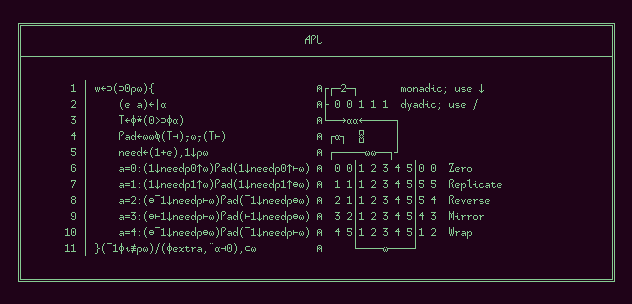 APL
1 w←⊃(⊃0⍴⍵){ ⍝┌┌─2─┐ monadic; use ↓
2 (e a)←|⍺ ⍝├ 0 0 1 1 1 dyadic; use /
3 T←⌽⍣(0>⊃⌽⍺) ⍝└──→⍺⍺←────┐
4 Pad←⍵⍵⍉(T⊣)⍪⍵⍪(T⊢) ⍝ ┌⍺┐ ⍵⍵
5 need←(1+e),1↓⍴⍵ ⍝ ┌────⍵⍵──┐
6 a=0:(1↓need⍴0↑⍵)Pad(1↓need⍴0↑⊢⍵) ⍝ 0 0│1 2 3 4 5│0 0 Zero
7 a=1:(1↓need⍴1↑⍵)Pad(1↓need⍴1↑⊖⍵) ⍝ 1 1│1 2 3 4 5│5 5 Replicate
8 a=2:(⊖¯1↓need⍴⊢⍵)Pad(¯1↓need⍴⊖⍵) ⍝ 2 1│1 2 3 4 5│5 4 Reverse
9 a=3:(⊖⊢1↓need⍴⊢⍵)Pad(⊢1↓need⍴⊖⍵) ⍝ 3 2│1 2 3 4 5│4 3 Mirror
10 a=4:(⊖¯1↓need⍴⊖⍵)Pad(¯1↓need⍴⊢⍵) ⍝ 4 5│1 2 3 4 5│1 2 Wrap
11 }(¯1⌽⍳≢⍴⍵)/(⌽extra,¨⍺⊣0),⊂⍵ ⍝ └────⍵────┘